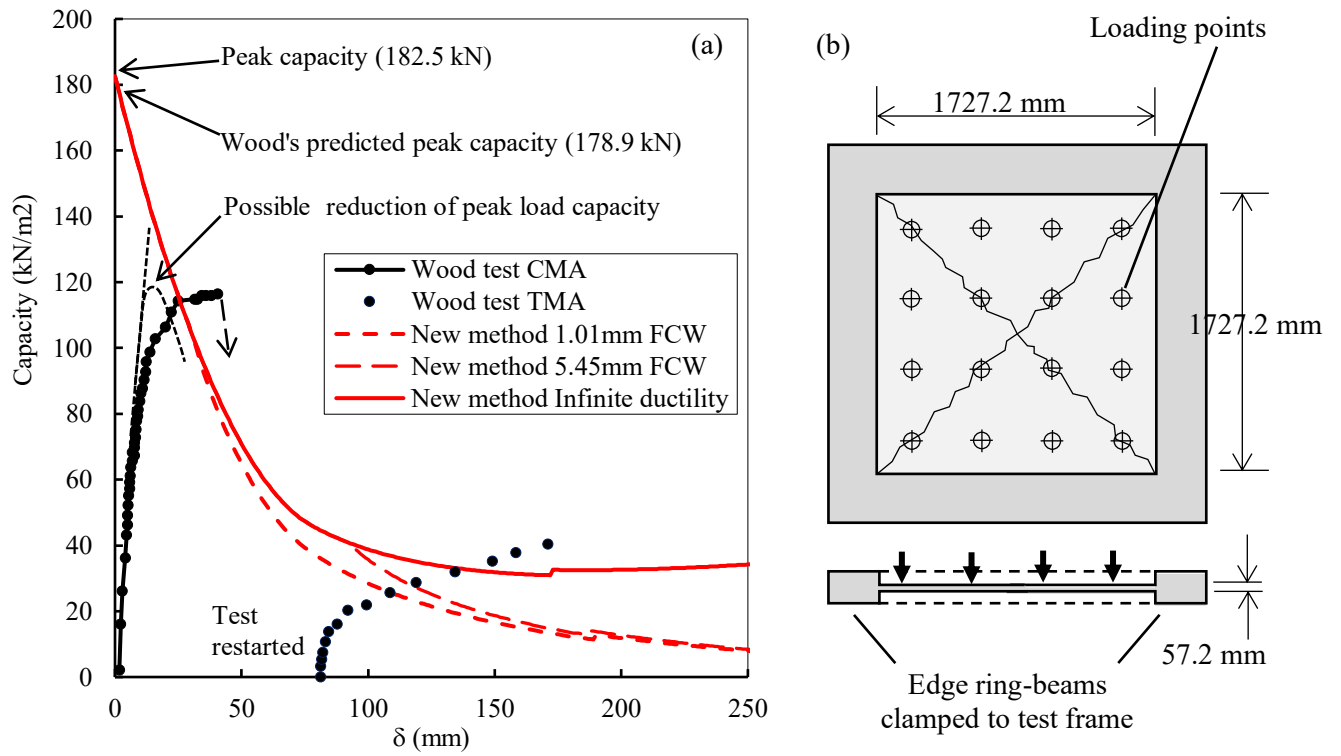 (a)
Peak capacity (182.5 kN)
Wood's predicted peak capacity (178.9 kN)
Possible reduction of peak load capacity
Wood test CMA
Wood test TMA
New method 1.01mm FCW
New method 5.45mm FCW
New method Infinite ductility
Test
restarted
Capacity (kN/m2)
200
180
160
140
120
100
80
60
40
20
0
0 50 100 150 200 250
δ (mm)
(b)
Loading points
1727.2 mm
1727.2 mm
57.2 mm
Edge ring-beams
clamped to test frame